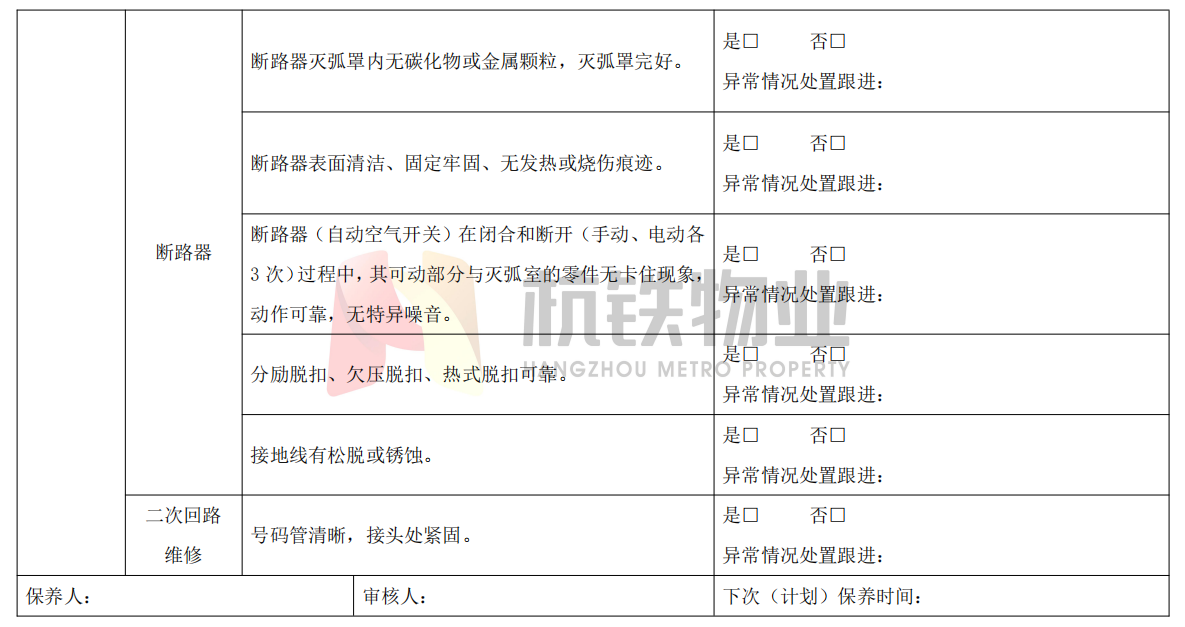 断路器灭弧罩内无碳化物或金属颗粒，灭弧罩完好。
是□ 否□
异常情况处置跟进：
断路器表面清洁、固定牢固、无发热或烧伤痕迹。
是□ 否□
异常情况处置跟进：
断路器
断路器（自动空气开关）在闭合和断开（手动、电动各
3 次）过程中，其可动部分与灭弧室的零件无卡住现象，
动作可靠，无特异噪音。
是□ 否□
异常情况处置跟进：
杭铁物业
HANGZHOU METRO PROPERTY
分励脱扣、欠压脱扣、热式脱扣可靠。
是□ 否□
异常情况处置跟进：
接地线有松脱或锈蚀。
是□ 否□
异常情况处置跟进：
二次回路
维修
号码管清晰，接头处紧固。
是□ 否□
异常情况处置跟进：
保养人：
审核人：
下次（计划）保养时间：